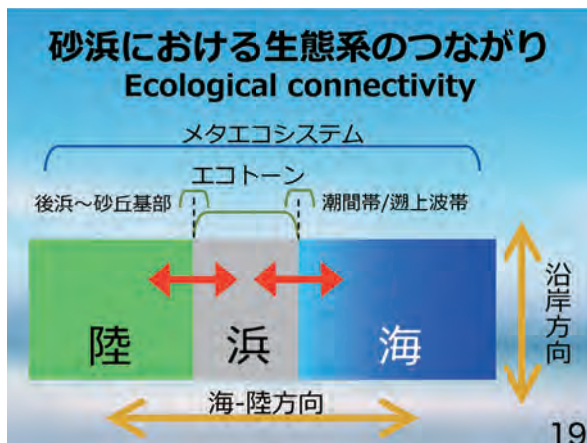 砂浜における生態系のつながり
Ecological connectivity
メタエコシステム
エコトーン
後浜〜砂丘基部
潮間帯/遡上波帯
陸
浜
海
沿岸方向
海-陸方向
19